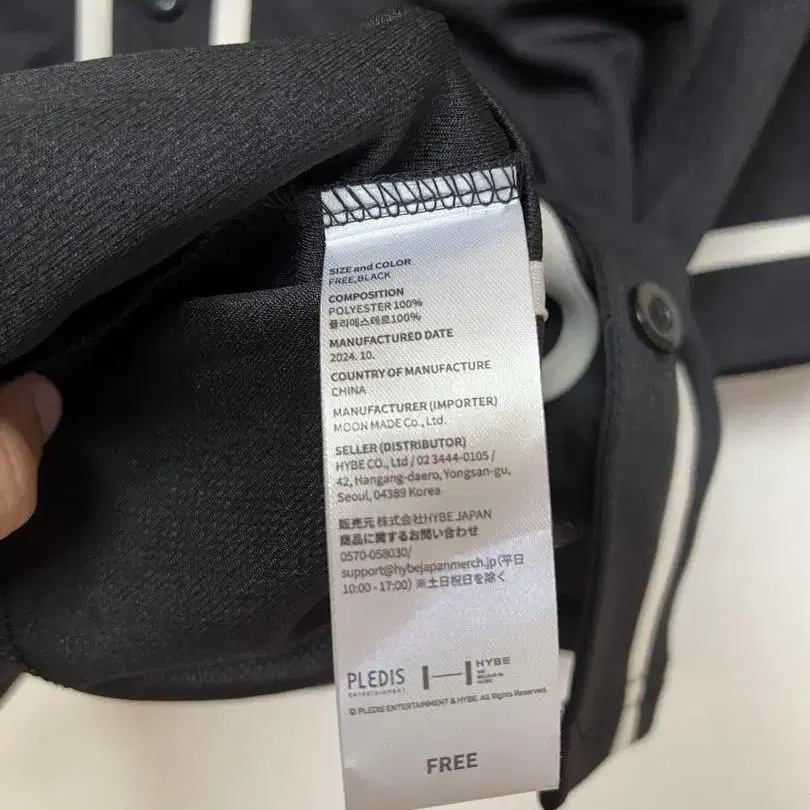 SIZE and COLOR
FREE,BLACK
COMPOSITION
POLYESTER 100%
폴리에스테르100%
MANUFACTURED DATE
2024. 10.
COUNTRY OF MANUFACTURE
CHINA
MANUFACTURER (IMPORTER)
MOON MADE Co., Ltd.
SELLER (DISTRIBUTOR)
HYBE CO., Ltd / 02 3444-0105 /
42, Hangang-daero, Yongsan-gu,
Seoul, 04389 Korea
販売元 株式会社HYBE JAPAN
商品に関するお問い合わせ
0570-058030/
support@hybejapanmerch.jp (平日
10:00 - 17:00) ※土日祝日を除く
PLEDIS
Entertainment
HYBE
WE
BELIEVE IN
MUSIC
© PLEDIS ENTERTAINMENT & HYBE. All Rights Reserved.
FREE